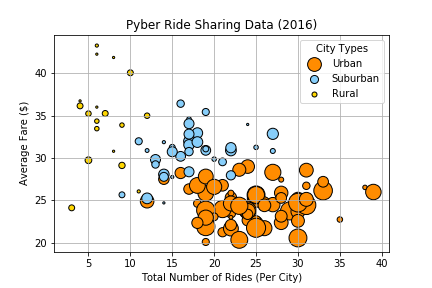 Pyber Ride Sharing Data (2016)
City Types
Urban
Suburban
Rural
Average Fare ($)
40
35
30
25
20
5
10
15
20
25
30
35
40
Total Number of Rides (Per City)